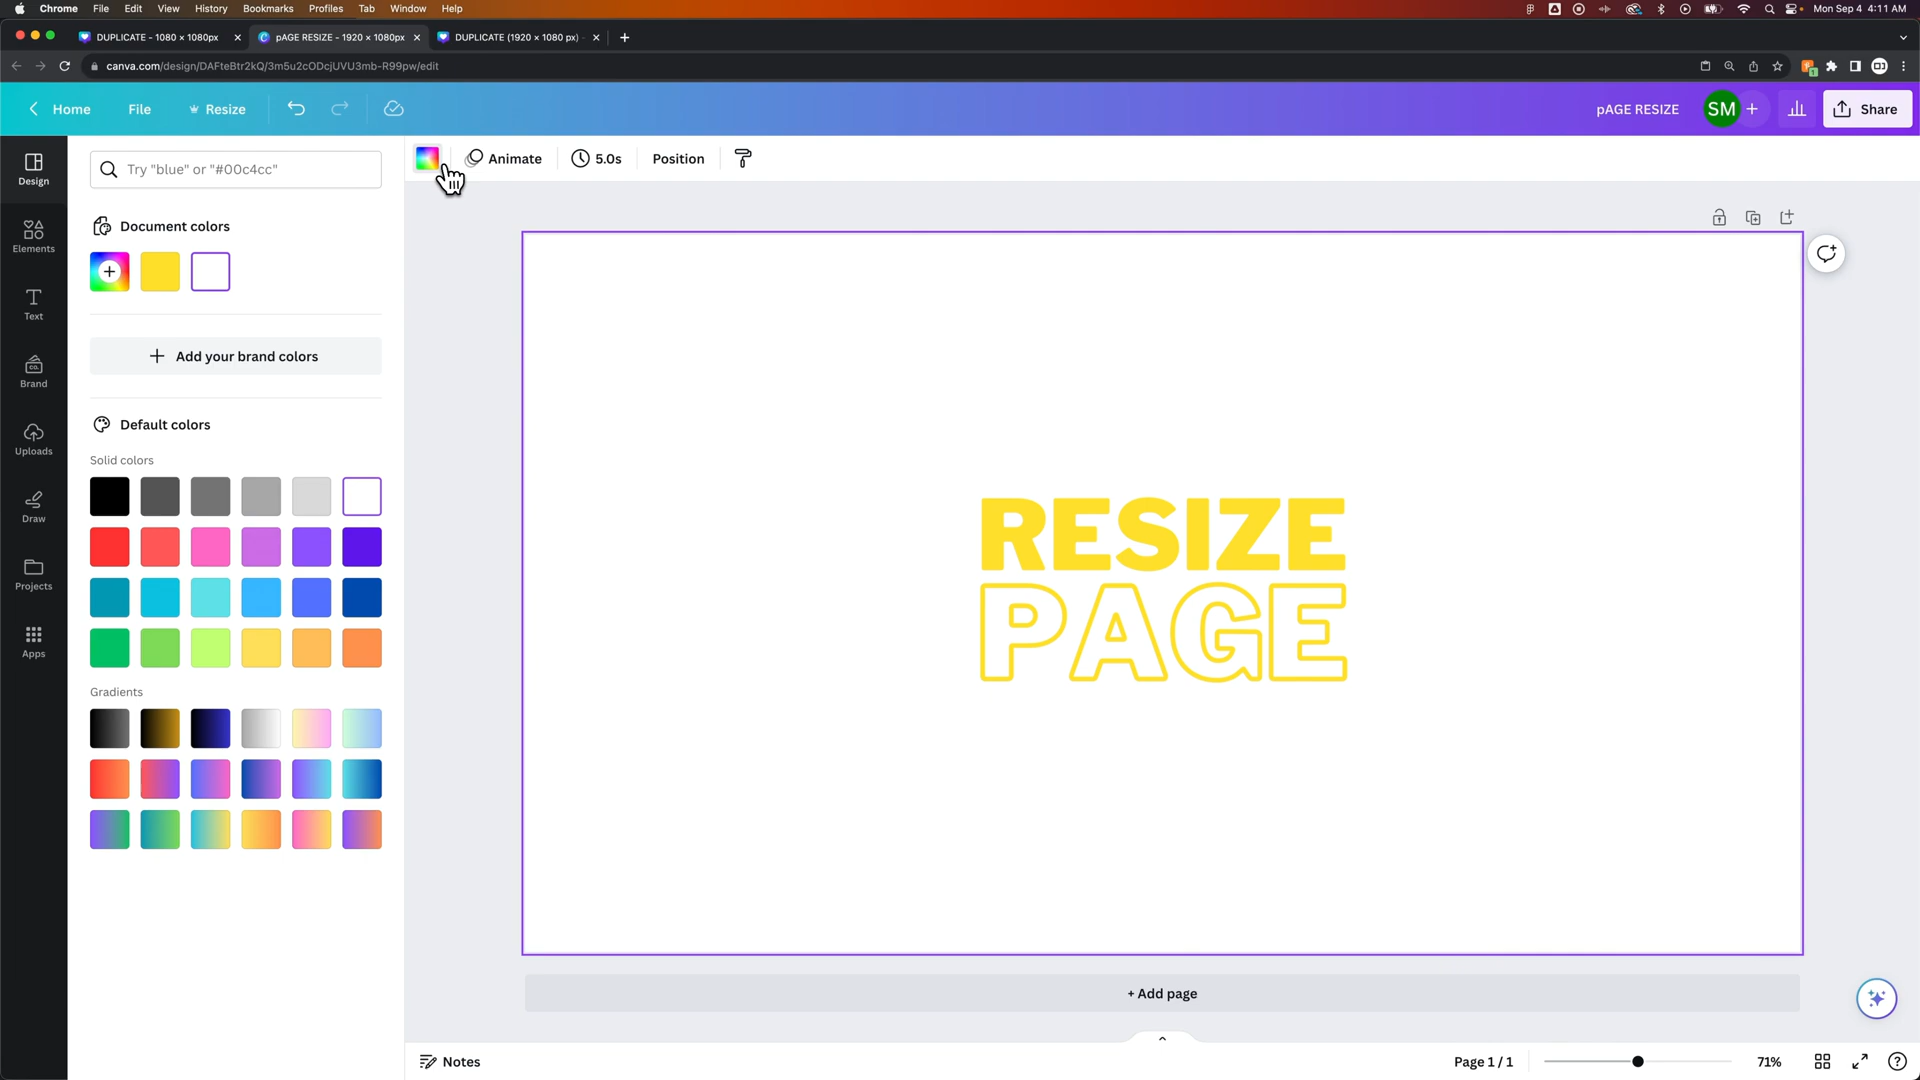 Chrome File Edit View History Bookmarks Profiles Tab Window Help Mon Sep 4 4:11 AM
DUPLICATE - 1080 × 1080px pAGE RESIZE - 1920 × 1080px DUPLICATE (1920 × 1080 px) -
canva.com/design/DAFteBtr2kQ/3m5u2cODcjUVU3mb-R99pw/edit
Home File Resize pAGE RESIZE SM Share
Design
Elements
Text
Brand
Uploads
Draw
Projects
Apps
Try "blue" or "#00c4cc"
Document colors
Add your brand colors
Default colors
Solid colors
Gradients
Animate 5.0s Position
RESIZE
PAGE
+ Add page
Notes Page 1 / 1 71%